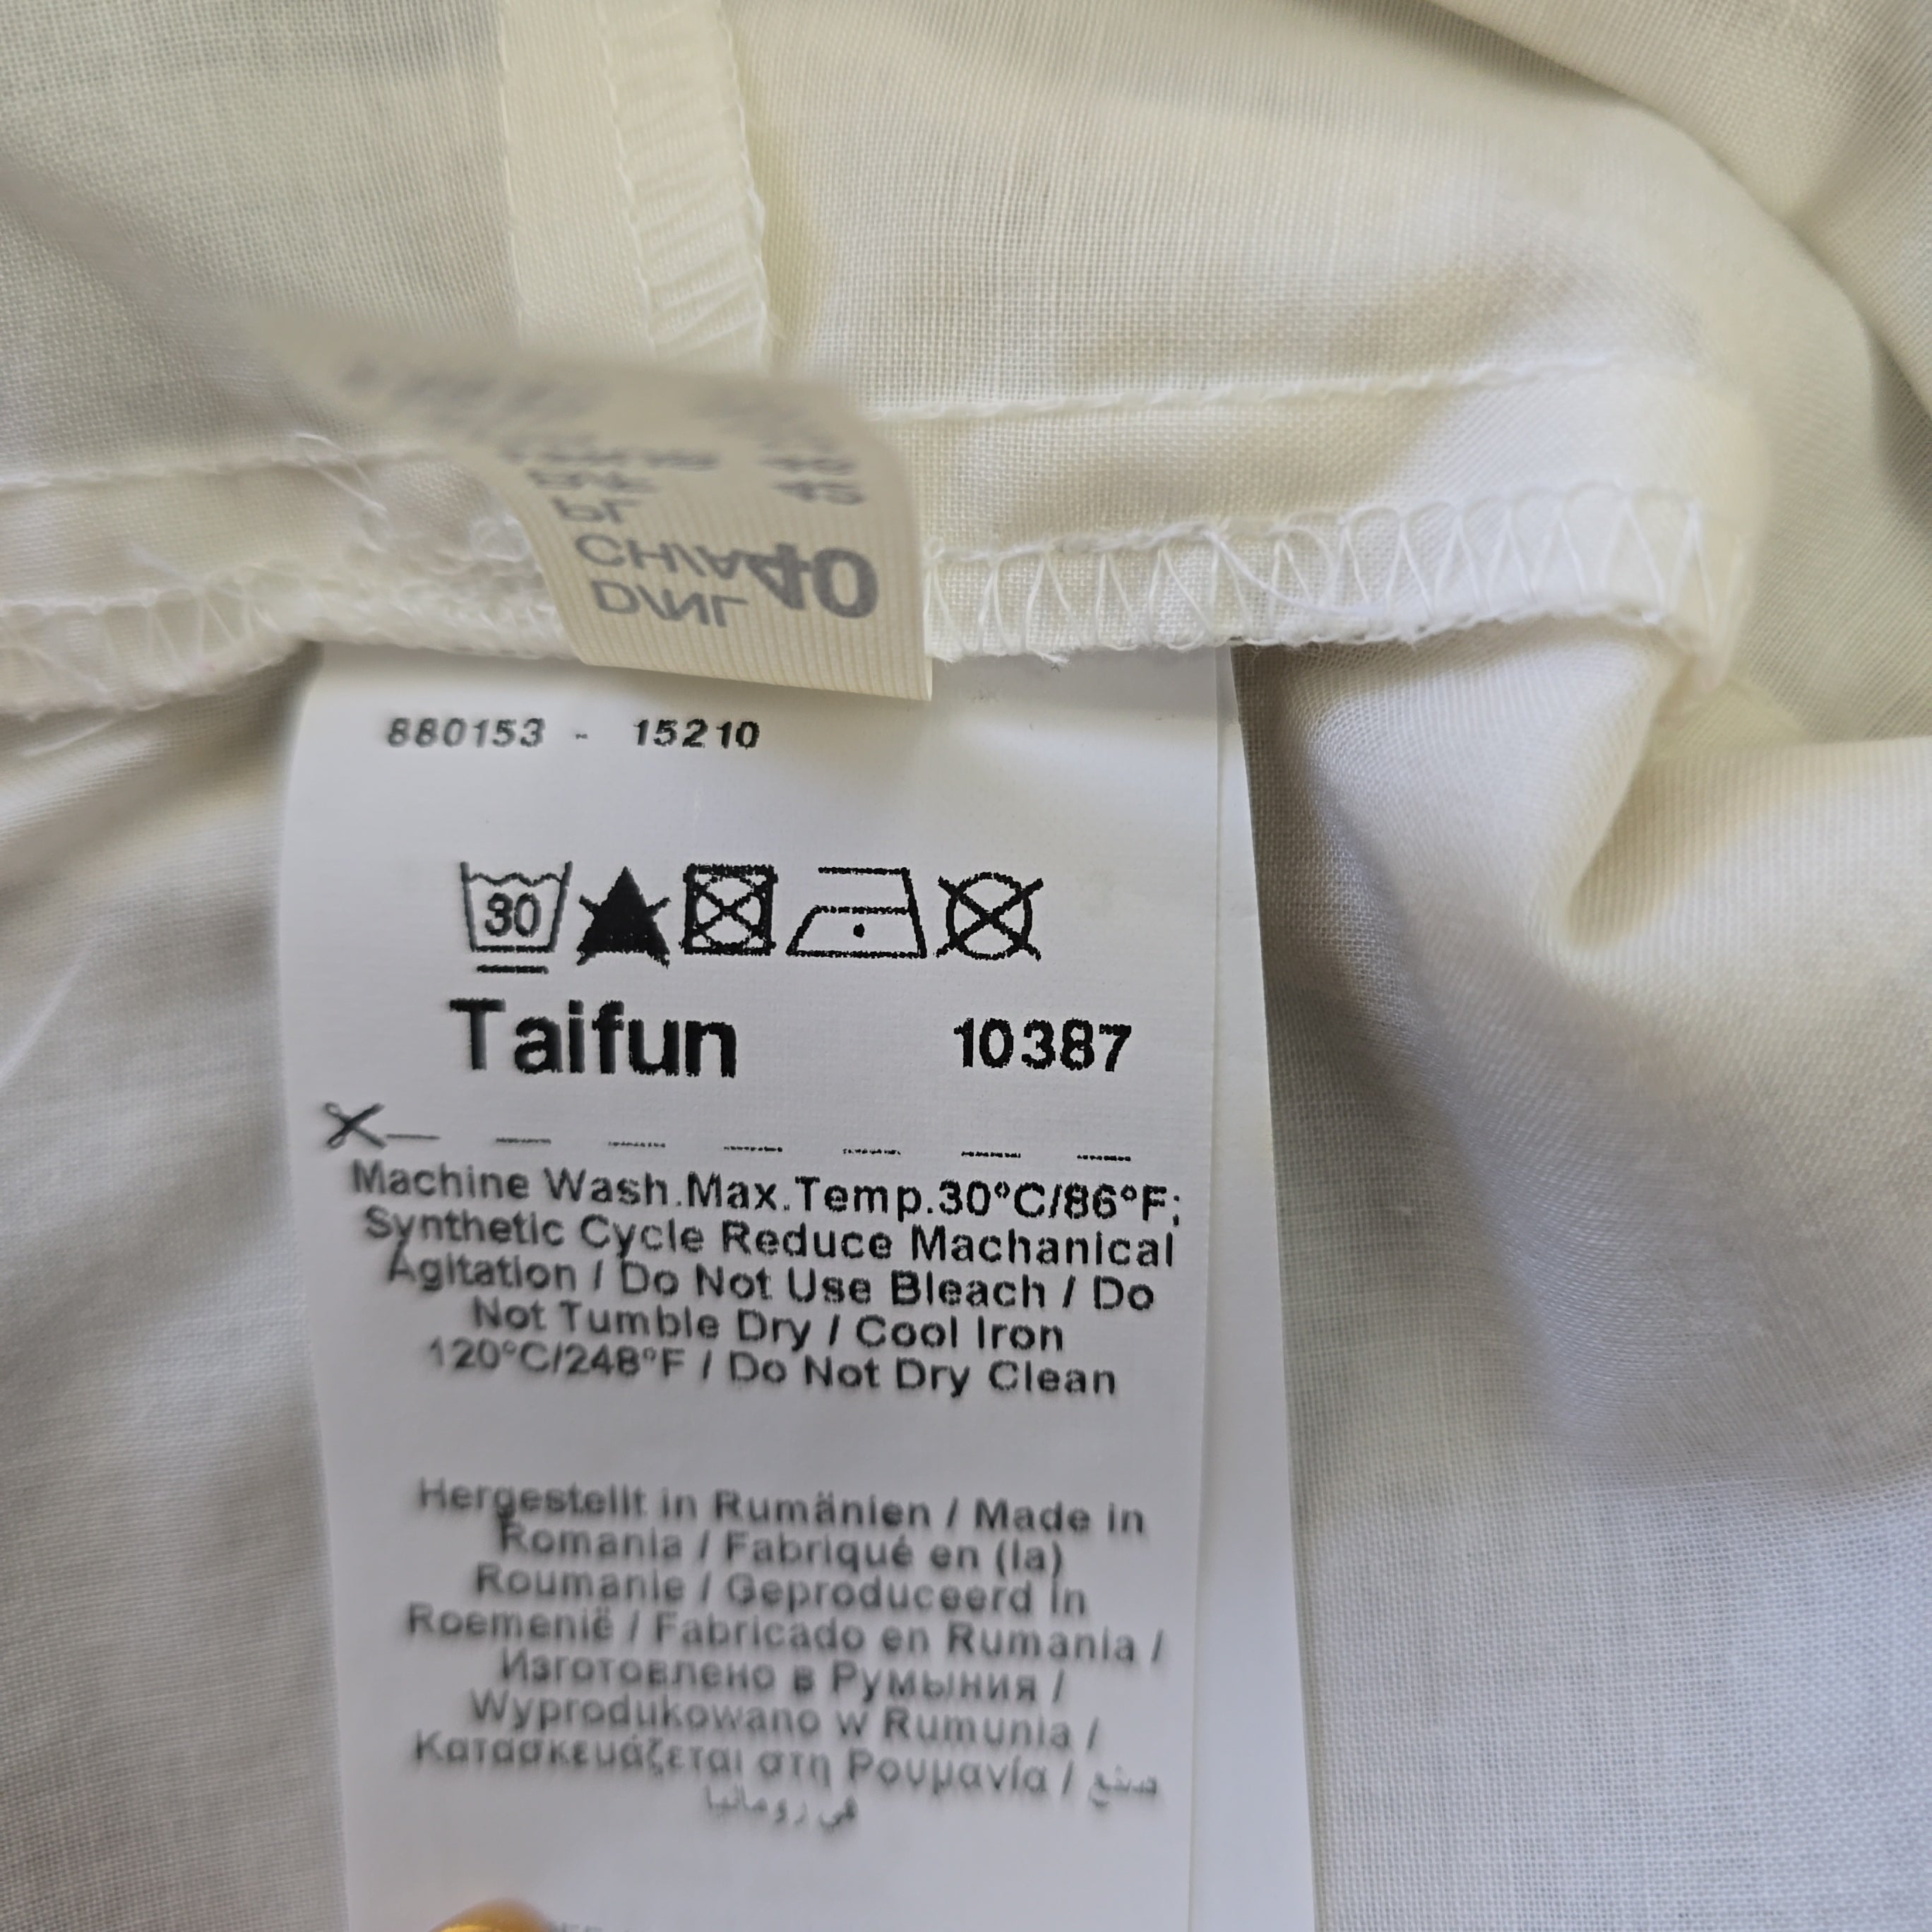 40
CH/A
D/NL
880153 - 15210
30
Taifun 10387
Machine Wash.Max.Temp.30°C/86°F;
Synthetic Cycle Reduce Machanical
Agitation / Do Not Use Bleach / Do
Not Tumble Dry / Cool Iron
120°C/248°F / Do Not Dry Clean
Hergestellt in Rumänien / Made in
Romania / Fabriqué en (la)
Roumanie / Geproduceerd in
Roemenië / Fabricado en Rumania /
Изготовлено в Румыния /
Wyprodukowano w Rumunia /
Κατασκευάζεται στη Ρουμανία / صنع
في رومانيا